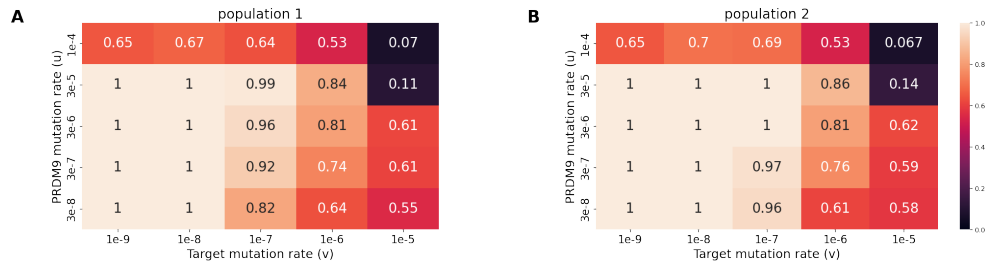 A
population 1
PRDM9 mutation rate (u)
1e-4 0.65 0.67 0.64 0.53 0.07
3e-5 1 1 0.99 0.84 0.11
3e-6 1 1 0.96 0.81 0.61
3e-7 1 1 0.92 0.74 0.61
3e-8 1 1 0.82 0.64 0.55
1e-9 1e-8 1e-7 1e-6 1e-5
Target mutation rate (v)
B
population 2
PRDM9 mutation rate (u)
1e-4 0.65 0.7 0.69 0.53 0.067
3e-5 1 1 1 0.86 0.14
3e-6 1 1 1 0.81 0.62
3e-7 1 1 0.97 0.76 0.59
3e-8 1 1 0.96 0.61 0.58
1e-9 1e-8 1e-7 1e-6 1e-5
Target mutation rate (v)
1.0
0.8
0.6
0.4
0.2
0.0